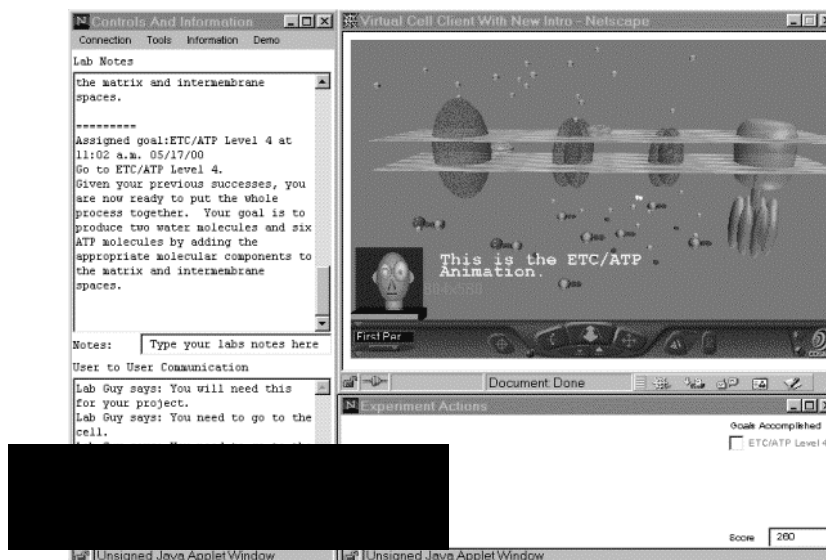 Controls And Information
Connection Tools Information Demo
Lab Notes
the matrix and intermembrane
spaces.
=========
Assigned goal:ETC/ATP Level 4 at
11:02 a.m. 05/17/00
Go to ETC/ATP Level 4.
Given your previous successes, you
are now ready to put the whole
process together. Your goal is to
produce two water molecules and six
ATP molecules by adding the
appropriate molecular components to
the matrix and intermembrane
spaces.
Notes: Type your labs notes here
User to User Communication
Lab Guy says: You will need this
for your project.
Lab Guy says: You need to go to the
cell.
Unsigned Java Applet Window
Virtual Cell Client With New Intro - Netscape
This is the ETC/ATP
Animation.
804x580
First Per
Document Done
Experiment Actions
Goals Accomplished
ETC/ATP Level 4
Score 260
Unsigned Java Applet Window